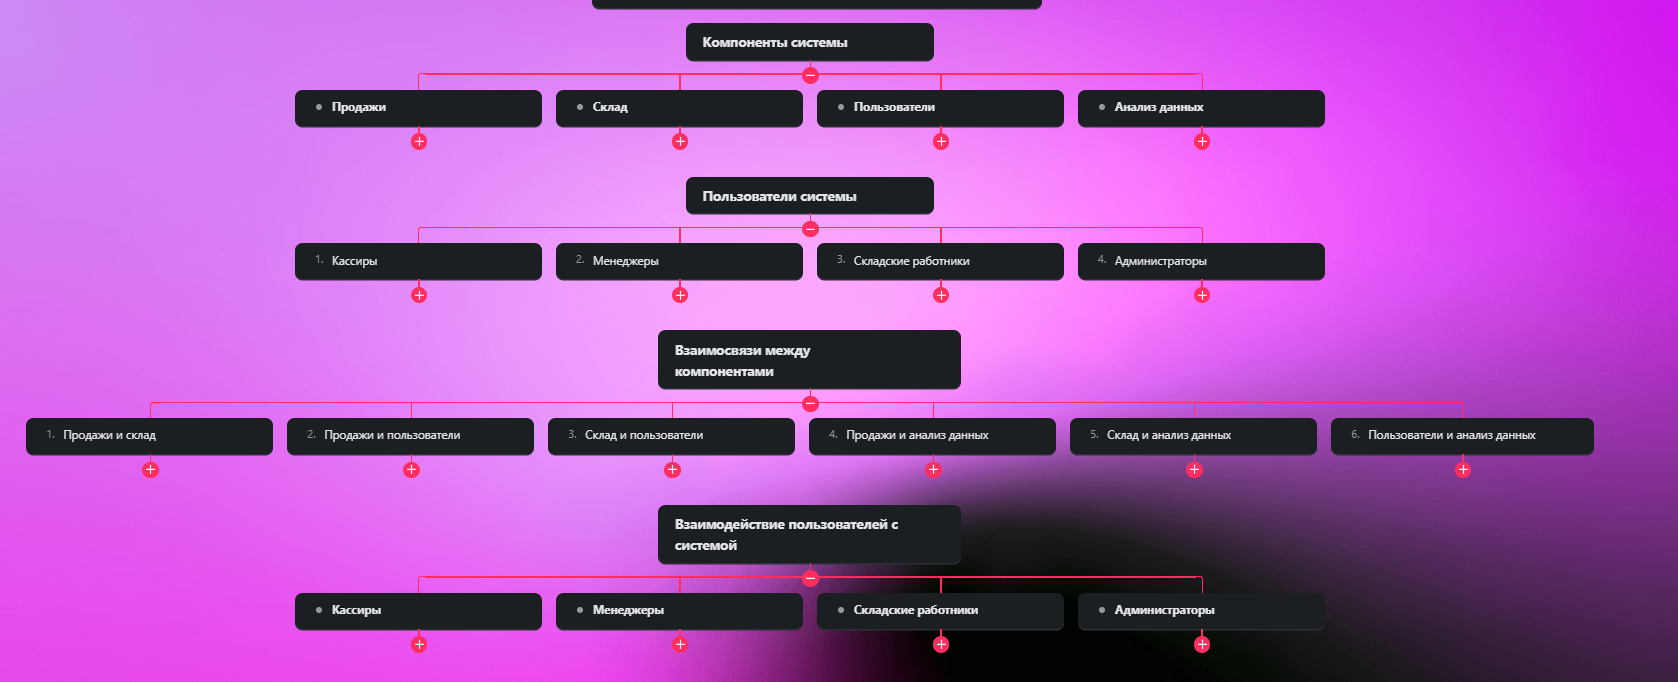 Компоненты системы
• Продажи
• Склад
• Пользователи
• Анализ данных
Пользователи системы
1. Кассиры
2. Менеджеры
3. Складские работники
4. Администраторы
Взаимосвязи между
компонентами
1. Продажи и склад
2. Продажи и пользователи
3. Склад и пользователи
4. Продажи и анализ данных
5. Склад и анализ данных
6. Пользователи и анализ данных
Взаимодействие пользователей с
системой
• Кассиры
• Менеджеры
• Складские работники
• Администраторы